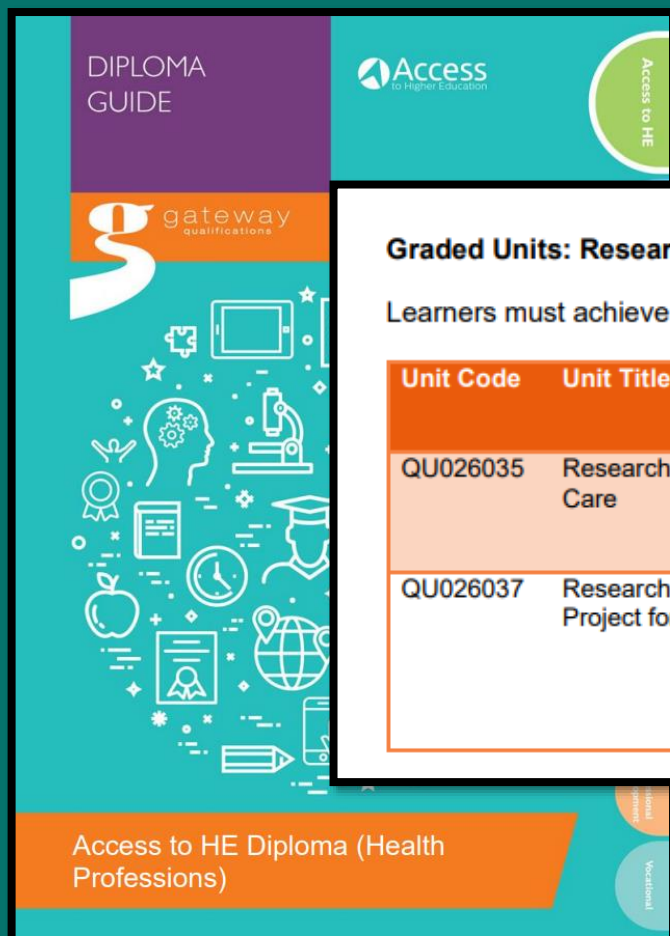 DIPLOMA
GUIDE
Access
to Higher Education
Access to HE
gateway
qualifications
Graded Units: Resear
Learners must achieve
Unit Code Unit Title
QU026035 Research
Care
QU026037 Research
Project fo
Access to HE Diploma (Health
Professions)
Vocational